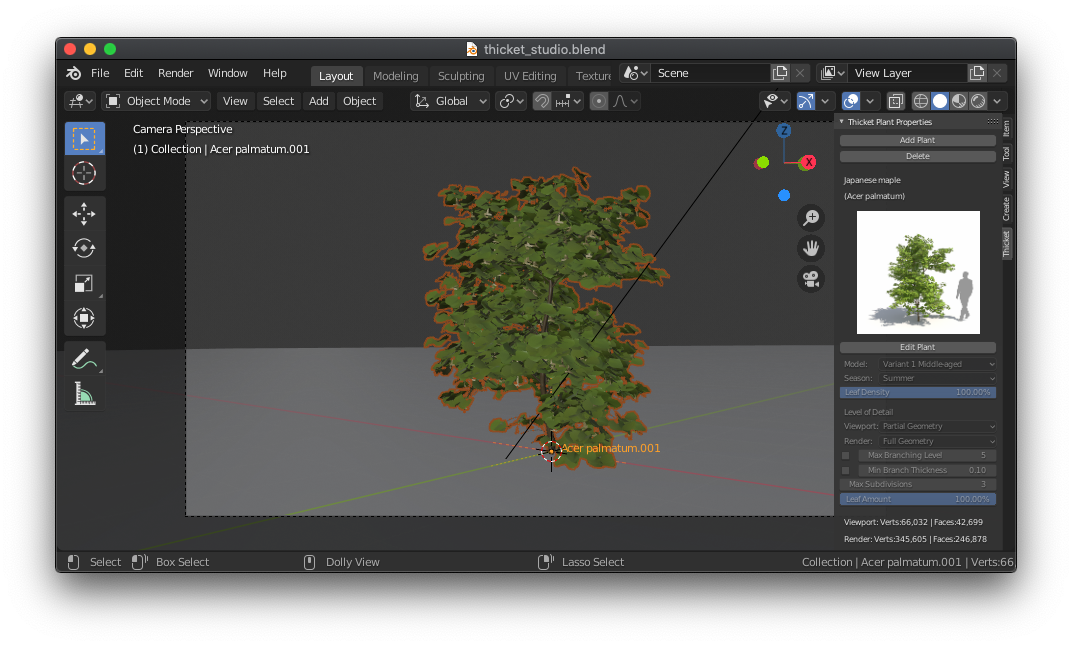 thicket_studio.blend
File Edit Render Window Help Layout Modeling Sculpting UV Editing Texture Scene View Layer
Object Mode View Select Add Object Global
Camera Perspective
(1) Collection | Acer palmatum.001
Z
X
Acer palmatum.001
Thicket Plant Properties
Add Plant
Delete
Japanese maple
(Acer palmatum)
Edit Plant
Model: Variant 1 Middle-aged
Season: Summer
Leaf Density 100.00%
Level of Detail
Viewport: Partial Geometry
Render: Full Geometry
Max Branching Level 5
Min Branch Thickness 0.10
Max Subdivisions 3
Leaf Amount 100.00%
Viewport: Verts:66,032 | Faces:42,699
Render: Verts:345,605 | Faces:246,878
Item
Tool
View
Create
Thicket
Select Box Select Dolly View Lasso Select Collection | Acer palmatum.001 | Verts:66